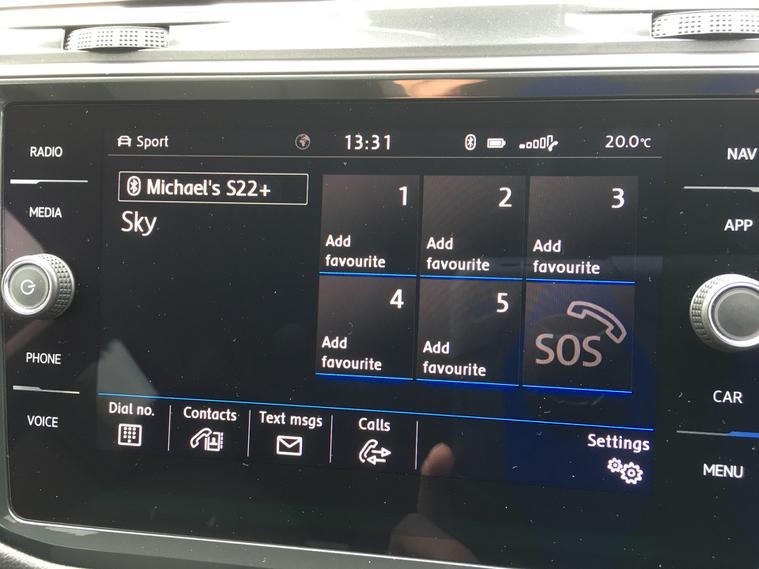 RADIO
MEDIA
PHONE
VOICE
Sport
13:31
20.0°C
Michael's S22+
Sky
1
Add
favourite
2
Add
favourite
3
Add
favourite
4
Add
favourite
5
Add
favourite
SOS
Dial no.
Contacts
Text msgs
Calls
Settings
NAV
APP
CAR
MENU